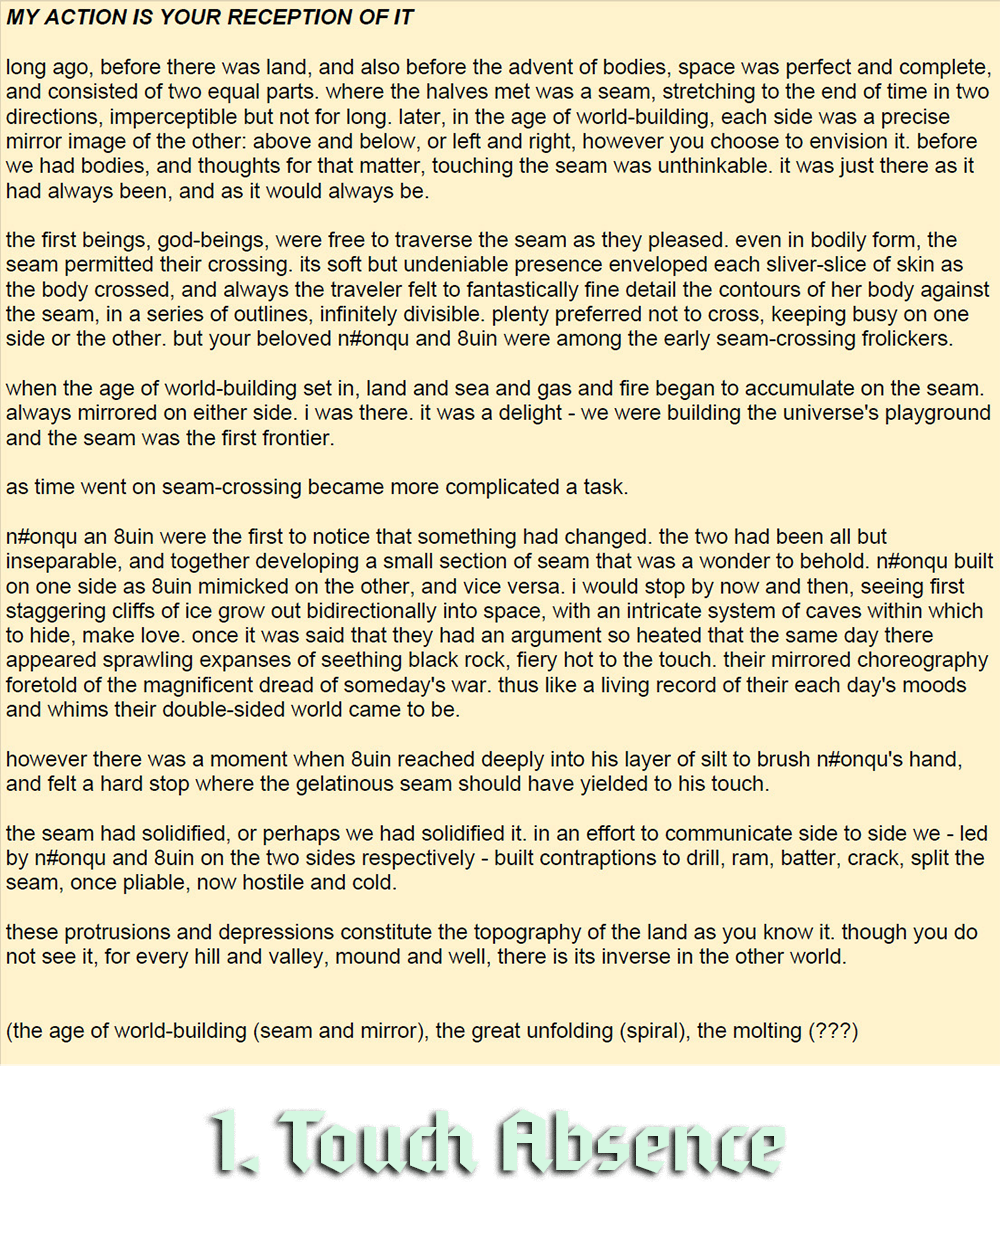 MY ACTION IS YOUR RECEPTION OF IT
long ago, before there was land, and also before the advent of bodies, space was perfect and complete,
and consisted of two equal parts. where the halves met was a seam, stretching to the end of time in two
directions, imperceptible but not for long. later, in the age of world-building, each side was a precise
mirror image of the other: above and below, or left and right, however you choose to envision it. before
we had bodies, and thoughts for that matter, touching the seam was unthinkable. it was just there as it
had always been, and as it would always be.
the first beings, god-beings, were free to traverse the seam as they pleased. even in bodily form, the
seam permitted their crossing. its soft but undeniable presence enveloped each sliver-slice of skin as
the body crossed, and always the traveler felt to fantastically fine detail the contours of her body against
the seam, in a series of outlines, infinitely divisible. plenty preferred not to cross, keeping busy on one
side or the other. but your beloved n#onqu and 8uin were among the early seam-crossing frolickers.
when the age of world-building set in, land and sea and gas and fire began to accumulate on the seam.
always mirrored on either side. i was there. it was a delight - we were building the universe's playground
and the seam was the first frontier.
as time went on seam-crossing became more complicated a task.
n#onqu an 8uin were the first to notice that something had changed. the two had been all but
inseparable, and together developing a small section of seam that was a wonder to behold. n#onqu built
on one side as 8uin mimicked on the other, and vice versa. i would stop by now and then, seeing first
staggering cliffs of ice grow out bidirectionally into space, with an intricate system of caves within which
to hide, make love. once it was said that they had an argument so heated that the same day there
appeared sprawling expanses of seething black rock, fiery hot to the touch. their mirrored choreography
foretold of the magnificent dread of someday's war. thus like a living record of their each day's moods
and whims their double-sided world came to be.
however there was a moment when 8uin reached deeply into his layer of silt to brush n#onqu's hand,
and felt a hard stop where the gelatinous seam should have yielded to his touch.
the seam had solidified, or perhaps we had solidified it. in an effort to communicate side to side we - led
by n#onqu and 8uin on the two sides respectively - built contraptions to drill, ram, batter, crack, split the
seam, once pliable, now hostile and cold.
these protrusions and depressions constitute the topography of the land as you know it. though you do
not see it, for every hill and valley, mound and well, there is its inverse in the other world.
(the age of world-building (seam and mirror), the great unfolding (spiral), the molting (???)
1. Touch Absence